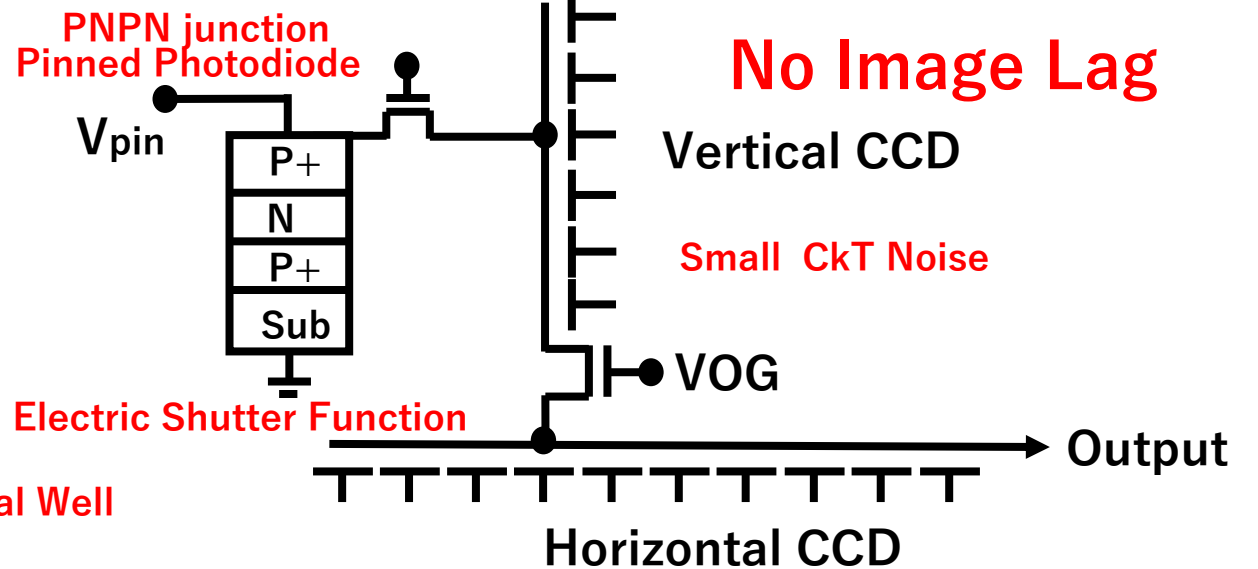 PNPN junction
Pinned Photodiode
No Image Lag
Vpin
Vertical CCD
P+
N
P+
Sub
Small CkT Noise
VOG
Electric Shutter Function
Output
Well
Horizontal CCD